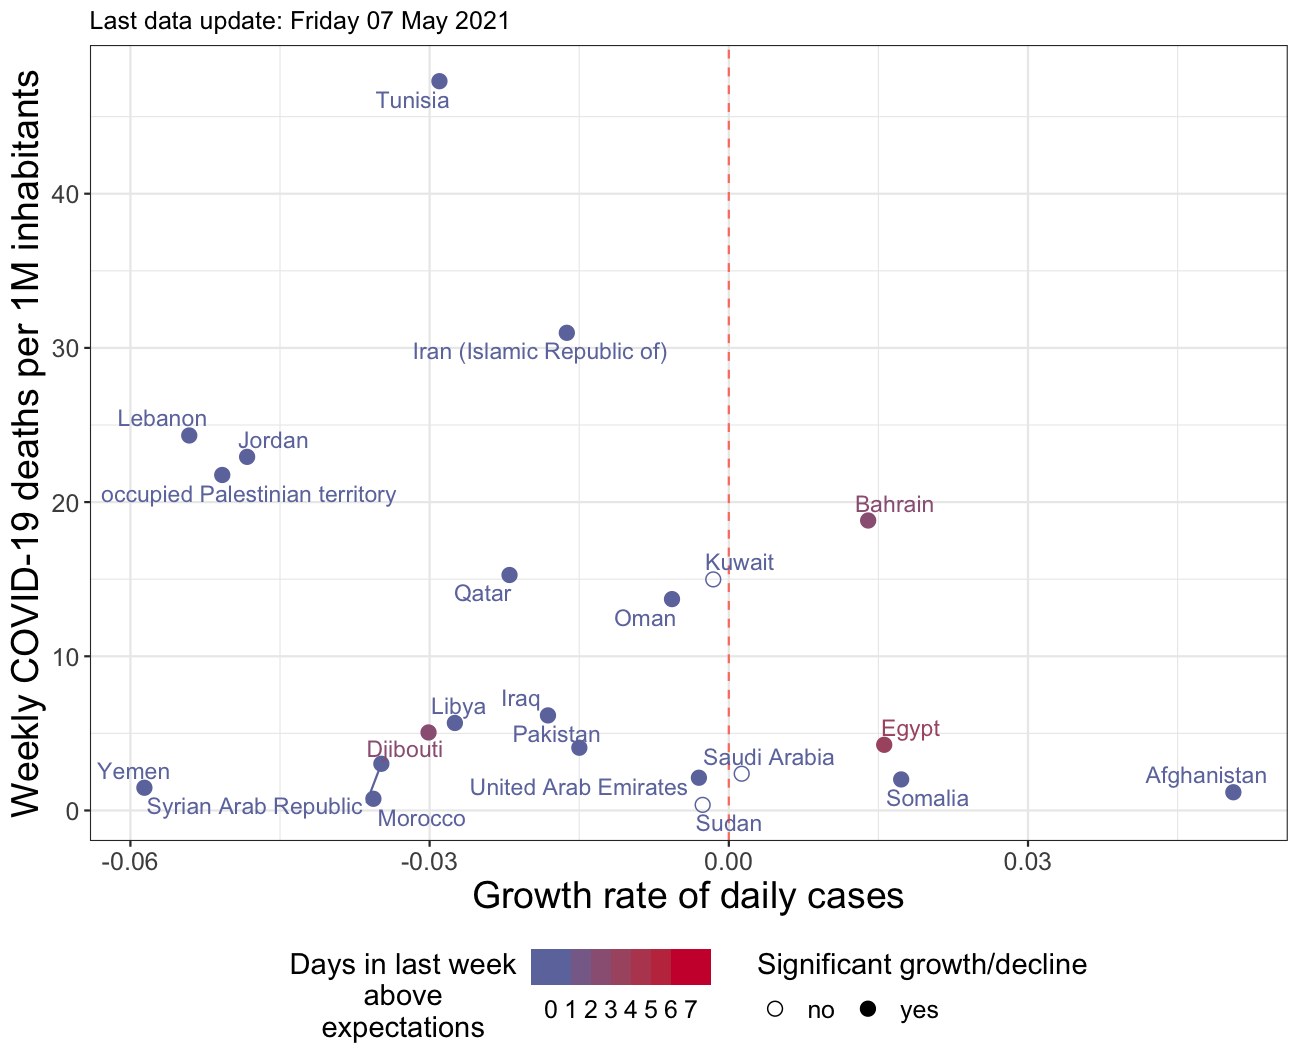 Last data update: Friday 07 May 2021
Weekly COVID-19 deaths per 1M inhabitants
40
30
20
10
0
Tunisia
Iran (Islamic Republic of)
Lebanon
Jordan
occupied Palestinian territory
Bahrain
Kuwait
Qatar
Oman
Libya
Iraq
Pakistan
Djibouti
Egypt
Saudi Arabia
Yemen
United Arab Emirates
Afghanistan
Syrian Arab Republic
Somalia
Morocco
Sudan
-0.06
-0.03
0.00
0.03
Growth rate of daily cases
Days in last week
above
expectations
0 1 2 3 4 5 6 7
Significant growth/decline
no
yes